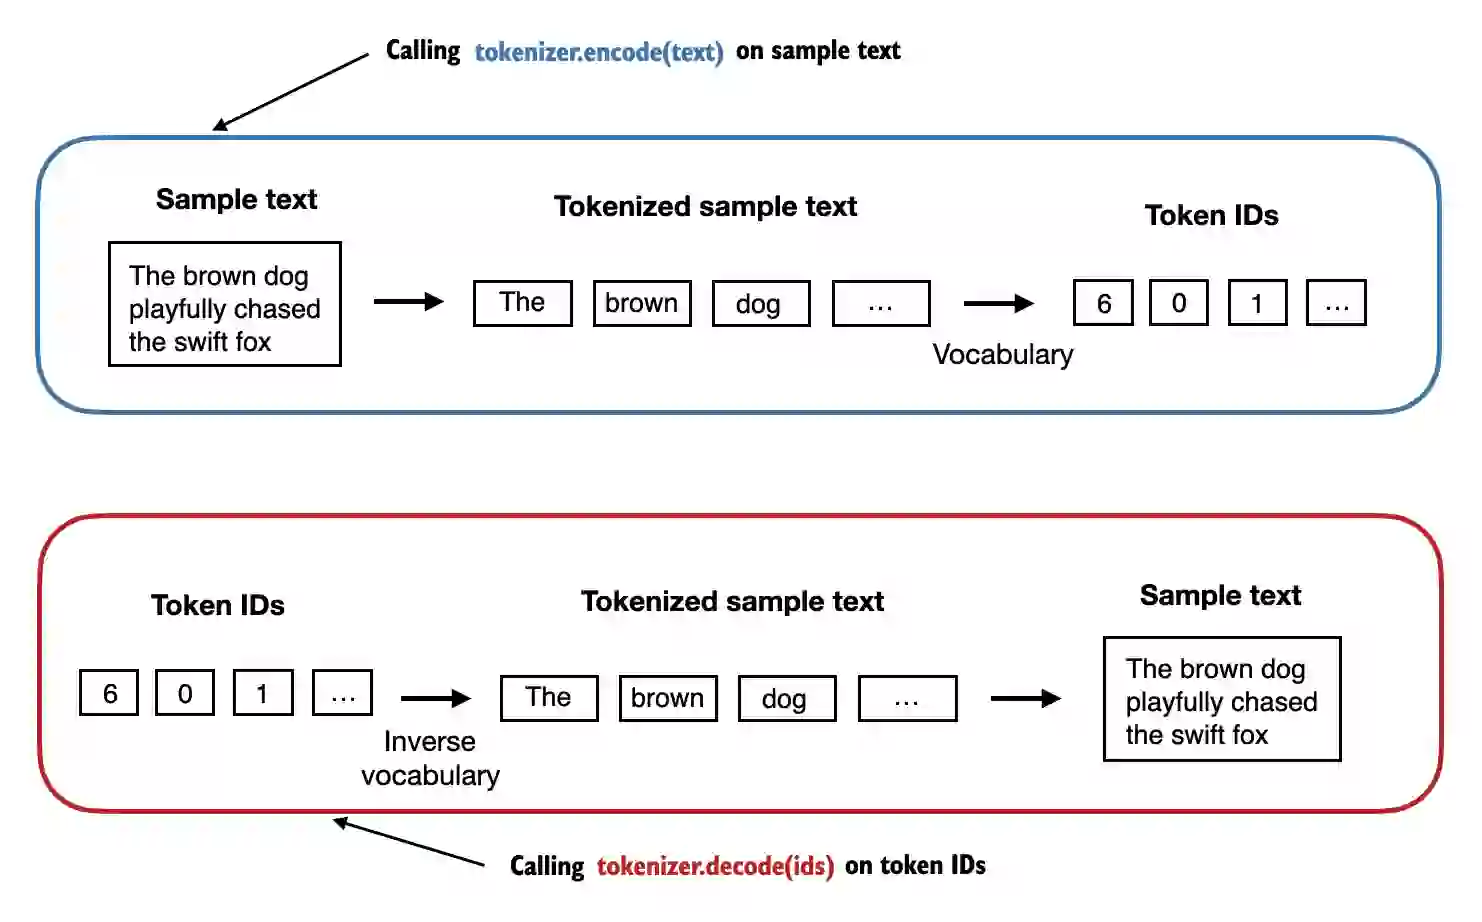 Calling tokenizer.encode(text) on sample text
Sample text
Tokenized sample text
Token IDs
The brown dog
playfully chased
the swift fox
The
brown
dog
...
6
0
1
...
Vocabulary
Token IDs
Tokenized sample text
Sample text
6
0
1
...
The
brown
dog
...
The brown dog
playfully chased
the swift fox
Inverse
vocabulary
Calling tokenizer.decode(ids) on token IDs